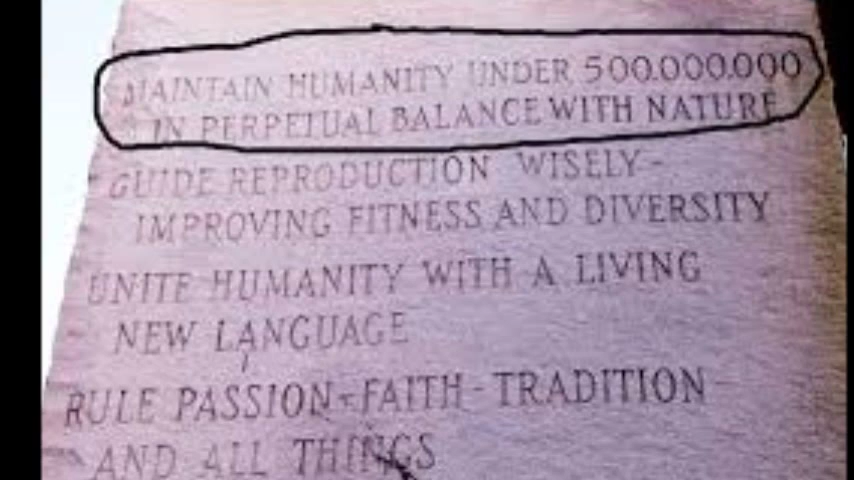 MAINTAIN HUMANITY UNDER 500.000.000
IN PERPETUAL BALANCE WITH NATURE
GUIDE REPRODUCTION WISELY-
IMPROVING FITNESS AND DIVERSITY
UNITE HUMANITY WITH A LIVING
NEW LANGUAGE
RULE PASSION-FAITH-TRADITION
AND ALL THINGS